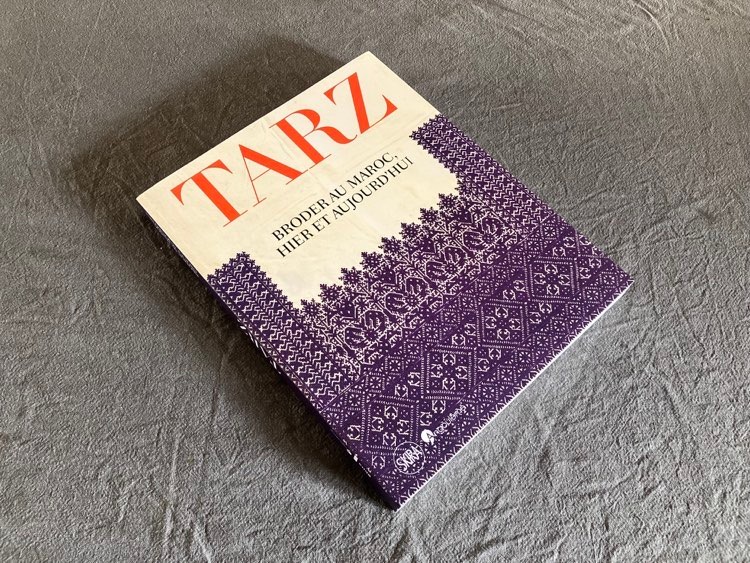 TARZ
BRODER AU MAROC,
HIER ET AUJOURD'HUI
SKIRA